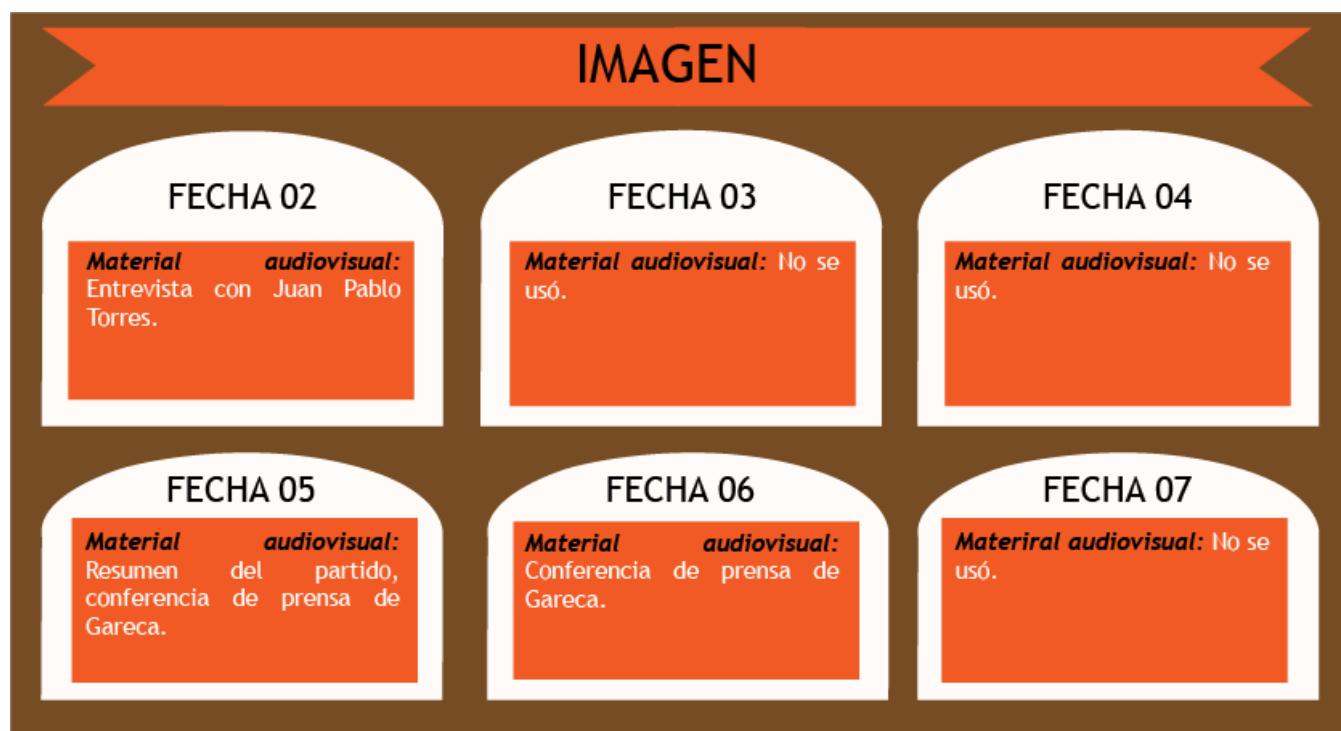 IMAGEN
FECHA 02
Material audiovisual:
Entrevista con Juan Pablo
Torres.
FECHA 03
Material audiovisual: No se
usó.
FECHA 04
Material audiovisual: No se
usó.
FECHA 05
Material audiovisual:
Resumen del partido,
conferencia de prensa de
Gareca.
FECHA 06
Material audiovisual:
Conferencia de prensa de
Gareca.
FECHA 07
Materiral audiovisual: No se
usó.